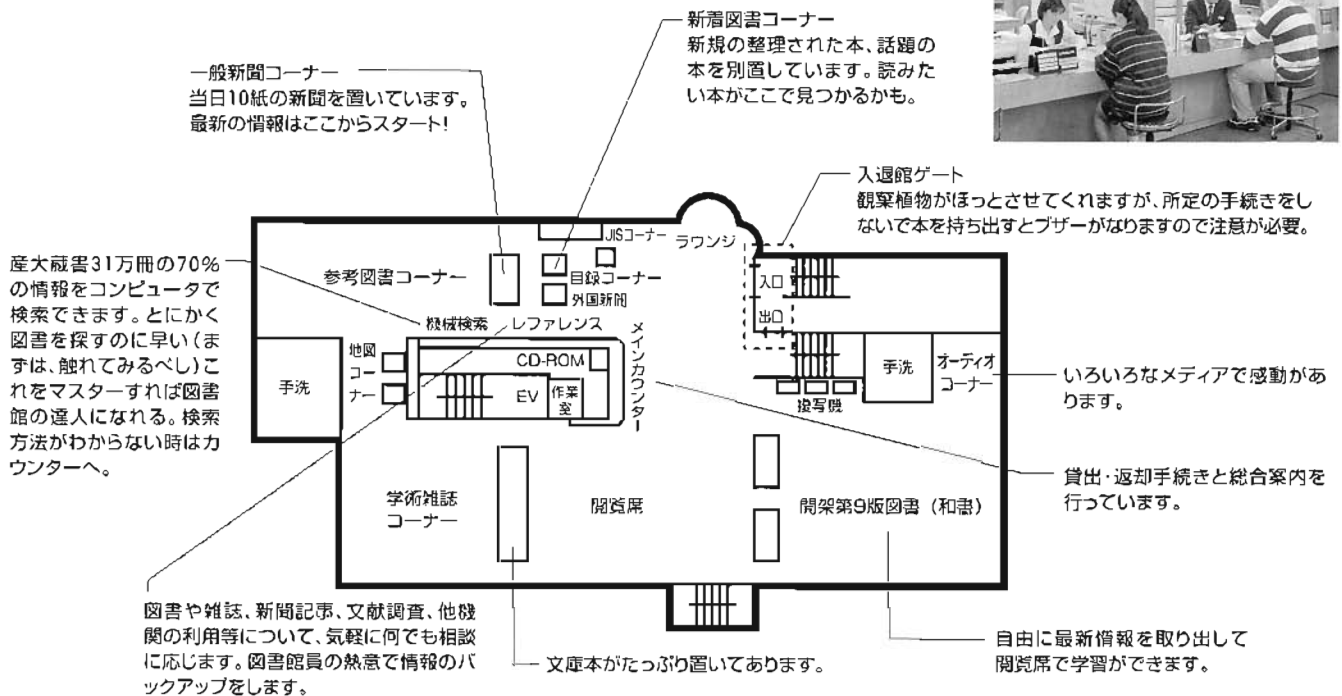 新着図書コーナー
新規の整理された本、話題の
本を別置しています。読みた
い本がここで見つかるかも。
一般新聞コーナー
当日10紙の新聞を置いています。
最新の情報はここからスタート!
入退館ゲート
観葉植物がほっとさせてくれますが、所定の手続きをし
ないで本を持ち出すとブザーがなりますので注意が必要。
産大蔵書31万冊の70%
の情報をコンピュータで
検索できます。とにかく
図書を探すのに早い(ま
ずは、触れてみるべし)こ
れをマスターすれば図書
館の達人になれる。検索
方法がわからない時はカ
ウンターへ。
JISコーナー
ラウンジ
参考図書コーナー
目録コーナー
外国新聞
入口
出口
機械検索
レファレンス
メインカウンター
地図
コー
ナー
CD-ROM
EV
作業
室
手洗
手洗
オーディオ
コーナー
複写機
いろいろなメディアで感動があ
ります。
貸出・返却手続きと総合案内を
行っています。
学術雑誌
コーナー
閲覧席
開架第9版図書(和書)
図書や雑誌、新聞記事、文献調査、他機
関の利用等について、気軽に何でも相談
に応じます。図書館員の熱意で情報のバ
ックアップをします。
文庫本がたっぷり置いてあります。
自由に最新情報を取り出して
閲覧席で学習ができます。